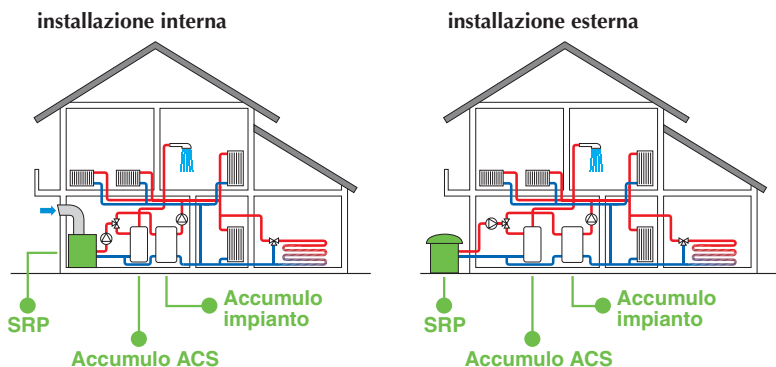 installazione interna
SRP
Accumulo ACS
Accumulo
impianto
installazione esterna
SRP
Accumulo ACS
Accumulo
impianto